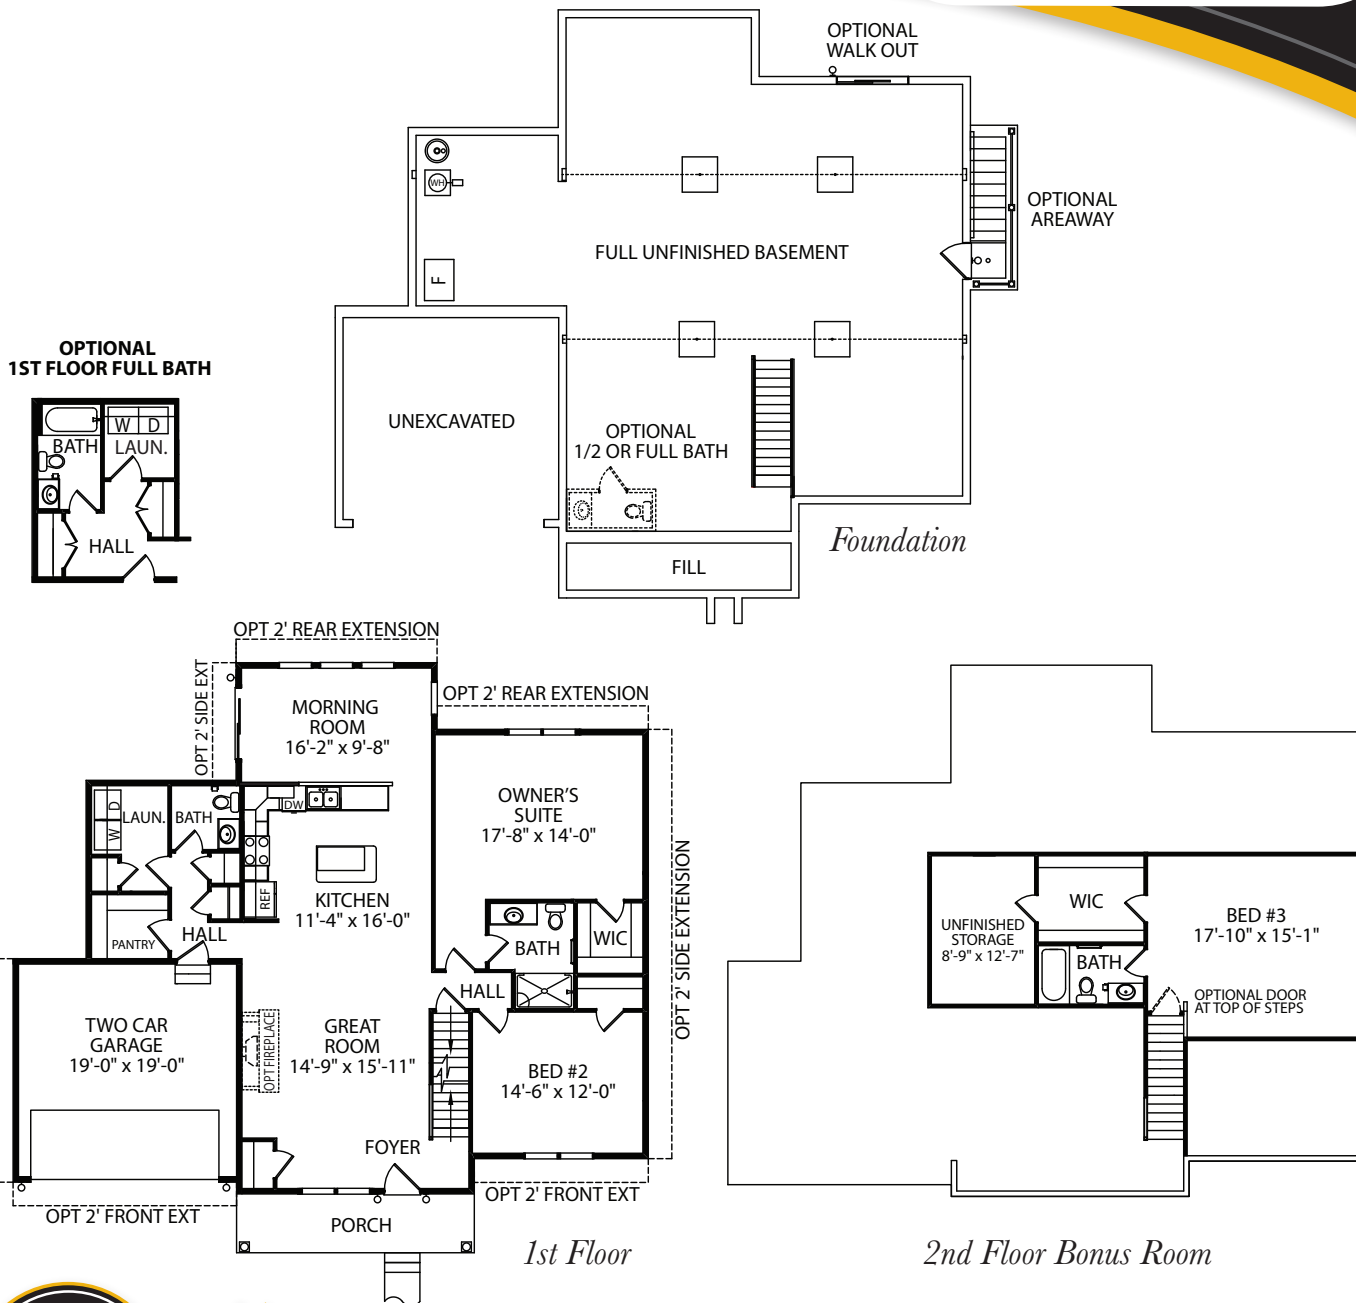 OPTIONAL
WALK OUT
WH
OPTIONAL
AREAWAY
FULL UNFINISHED BASEMENT
F
UNEXCAVATED
OPTIONAL
1/2 OR FULL BATH
FILL
Foundation
OPTIONAL
1ST FLOOR FULL BATH
W D
BATH
LAUN.
HALL
OPT 2' REAR EXTENSION
OPT 2' SIDE EXT
OPT 2' REAR EXTENSION
MORNING
ROOM
16'-2" x 9'-8"
OWNER'S
SUITE
17'-8" x 14'-0"
D
W
LAUN.
BATH
DW
REF
KITCHEN
11'-4" x 16'-0"
PANTRY
HALL
BATH
WIC
HALL
OPT 2' SIDE EXTENSION
TWO CAR
GARAGE
19'-0" x 19'-0"
OPT FIREPLACE
GREAT
ROOM
14'-9" x 15'-11"
BED #2
14'-6" x 12'-0"
FOYER
OPT 2' FRONT EXT
OPT 2' FRONT EXT
PORCH
1st Floor
UNFINISHED
STORAGE
8'-9" x 12'-7"
WIC
BATH
BED #3
17'-10" x 15'-1"
OPTIONAL DOOR
AT TOP OF STEPS
2nd Floor Bonus Room